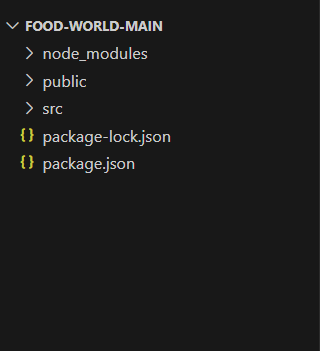 FOOD-WORLD-MAIN
node_modules
public
src
{} package-lock.json
{} package.json